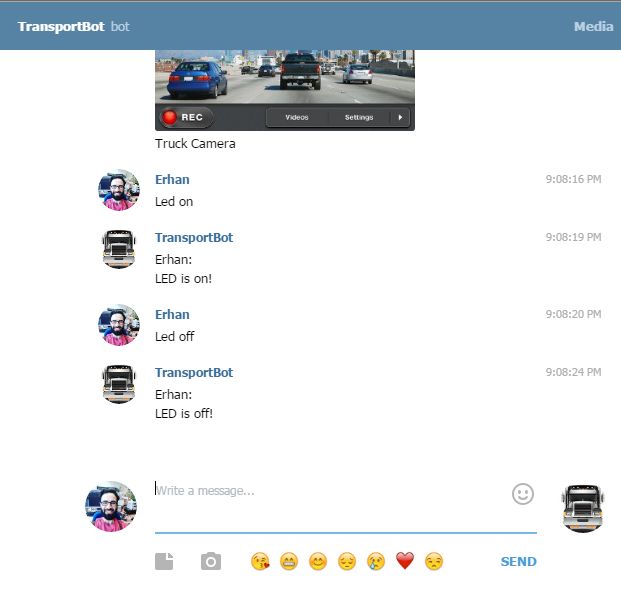 TransportBot bot
Media
REC
Videos
Settings
Truck Camera
Erhan
9:08:16 PM
Led on
TransportBot
9:08:19 PM
Erhan:
LED is on!
Erhan
9:08:20 PM
Led off
TransportBot
9:08:24 PM
Erhan:
LED is off!
Write a message...
SEND